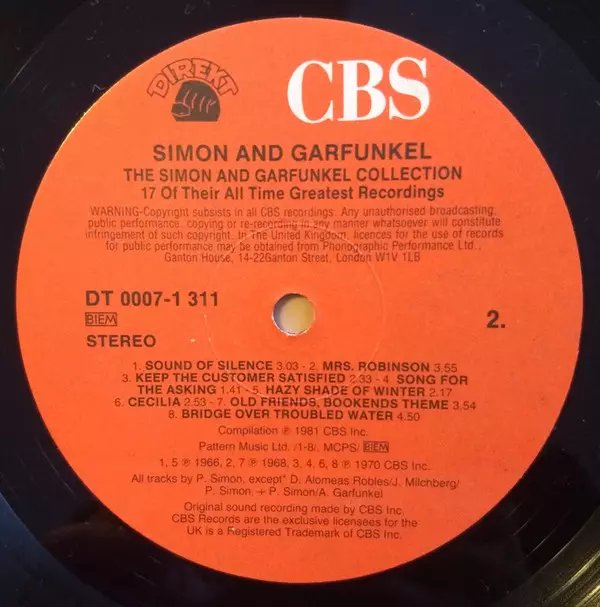 DIREKT
CBS
SIMON AND GARFUNKEL
THE SIMON AND GARFUNKEL COLLECTION
17 Of Their All Time Greatest Recordings
WARNING-Copyright subsists in all CBS recordings. Any unauthorised broadcasting,
public performance, copying or re-recording in any manner whatsoever will constitute
infringement of such copyright. In The United Kingdom, licences for the use of records
for public performance may be obtained from Phonographic Performance Ltd.,
Ganton House, 14-22Ganton Street, London W1V 1LB
DT 0007-1 311
BIEM
2.
STEREO
1. SOUND OF SILENCE 3.03 - 2. MRS. ROBINSON 3.55
3. KEEP THE CUSTOMER SATISFIED 2.33 - 4. SONG FOR
THE ASKING 1.41 - 5. HAZY SHADE OF WINTER 2.17
6. CECILIA 2.53 - 7. OLD FRIENDS, BOOKENDS THEME 3.54
8. BRIDGE OVER TROUBLED WATER 4.50
Compilation ℗ 1981 CBS Inc.
Pattern Music Ltd. /1-8/, MCPS/ BIEM
1, 5 ℗ 1966, 2, 7 ℗ 1968, 3, 4, 6, 8 ℗ 1970 CBS Inc.
All tracks by P. Simon, except* D. Alomeas Robles/J. Milchberg/
P. Simon, + P. Simon/A. Garfunkel
Original sound recording made by CBS Inc.
CBS Records are the exclusive licensees for the
UK is a Registered Trademark of CBS Inc.